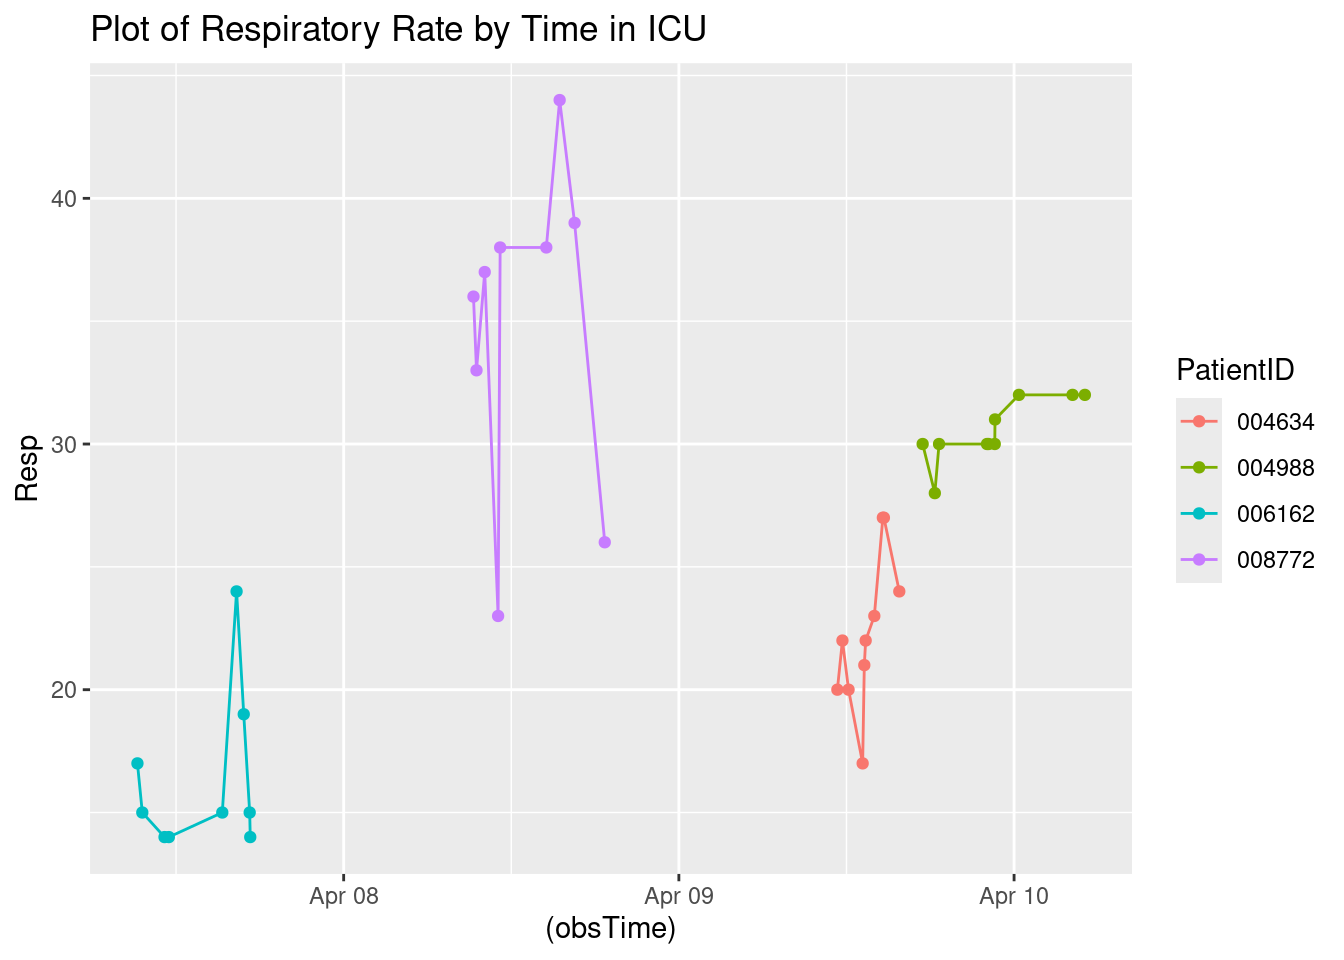 Plot of Respiratory Rate by Time in ICU
40
30
20
Resp
Apr 08
Apr 09
Apr 10
(obsTime)
PatientID
004634
004988
006162
008772